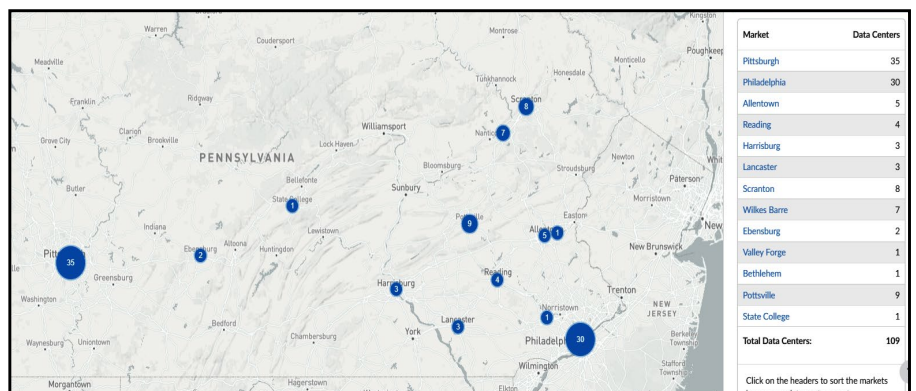 Kingston
Warren
Montrose
Coudersport
Poughkeep
Meadville
Monticello
Honesdale
Tunkhannock
Franklin
Ridgway
Scranton
8
Williamsport
7
Nantic
Grove City
Clarion
Brookville
Lock Haven
PENNSYLVANIA
Newton
Whit
Bloomsburg
Stroudsburg
Paterson
Bellefonte
Butler
Sunbury
State College
1
Morristown
Indiana
Lewistown
9
Easton
New
Allen
5
1
Pitt
35
Ebensburg
2
Altoona
Huntingdon
New Brunswick
Greensburg
Reading
4
Harrisburg
3
Trenton
Washington
NEW
JERSEY
Norristown
1
Bedford
Lancaster
3
York
Philadelph
30
Chambersburg
Berkeley
Township
Waynesburg
Uniontown
Wilmington
Stafford
Township
Morgantown
Hagerstown
Elkton
Market Data Centers
Pittsburgh 35
Philadelphia 30
Allentown 5
Reading 4
Harrisburg 3
Lancaster 3
Scranton 8
Wilkes Barre 7
Ebensburg 2
Valley Forge 1
Bethlehem 1
Pottsville 9
State College 1
Total Data Centers: 109
Click on the headers to sort the markets